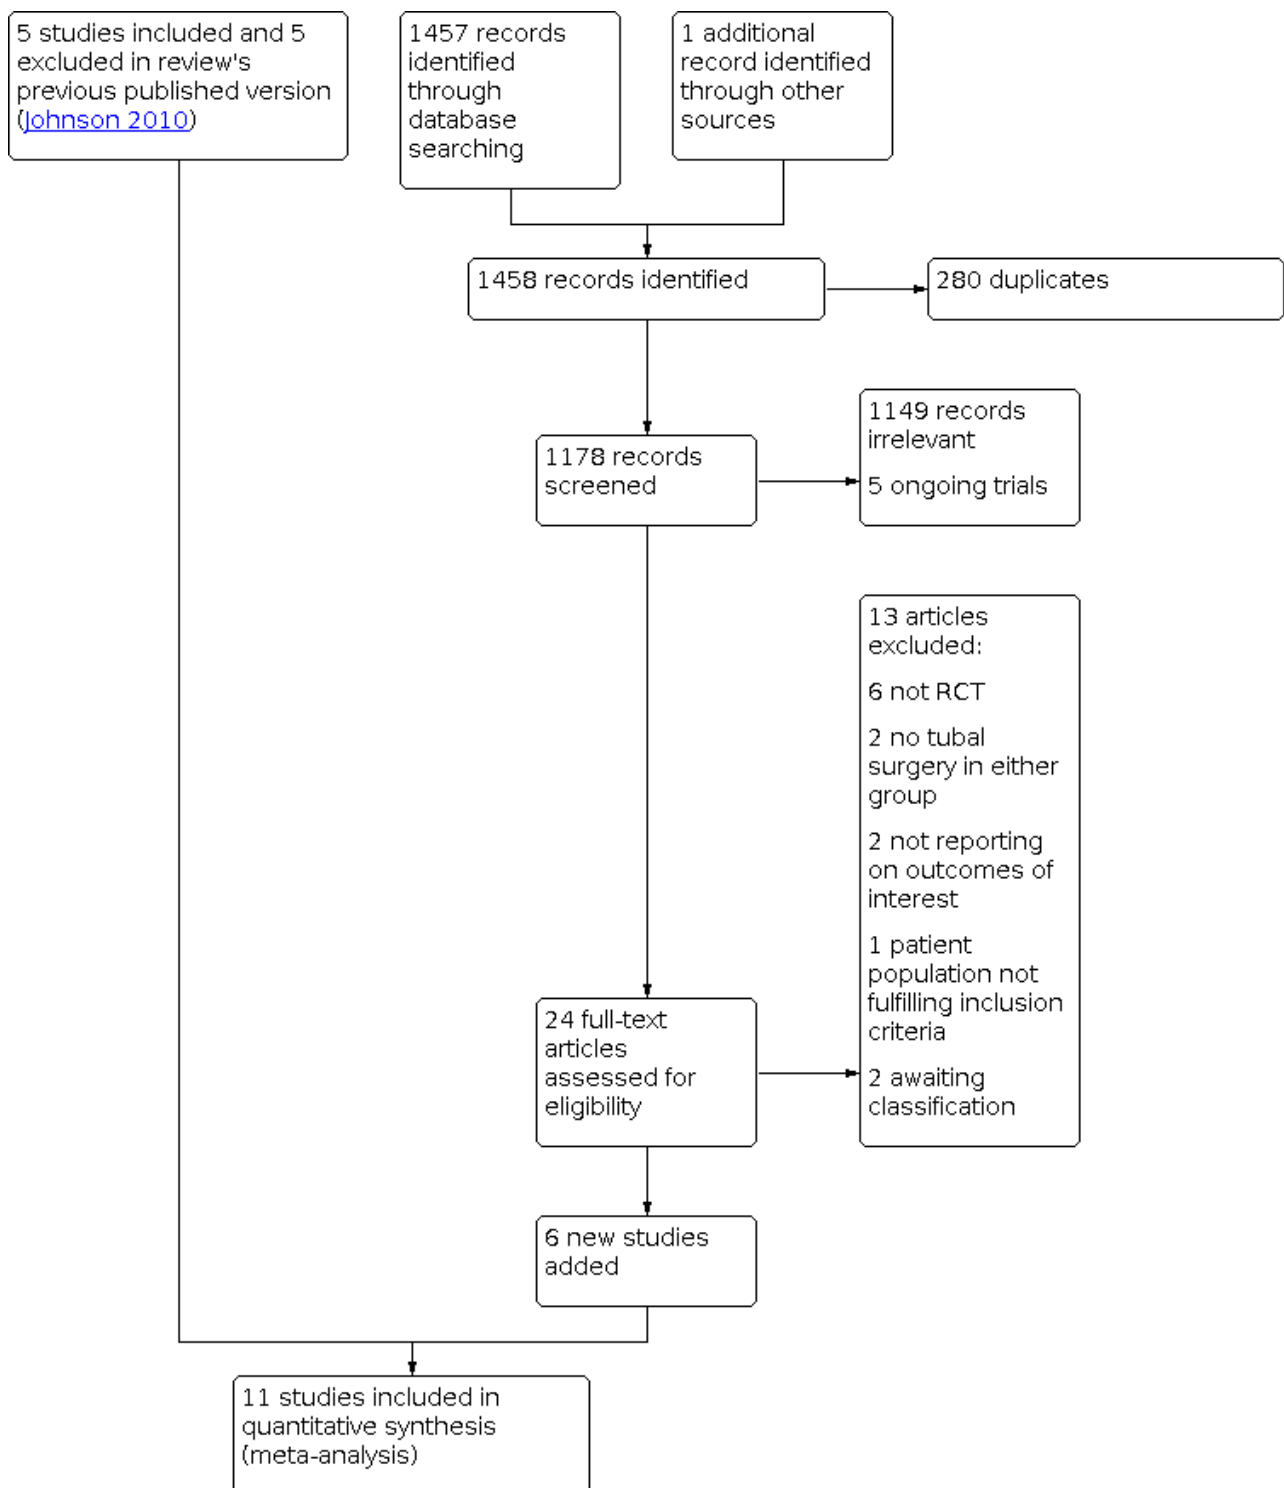 5 studies included and 5
excluded in review's
previous published version
(Johnson 2010)
1457 records
identified
through
database
searching
1 additional
record identified
through other
sources
1458 records identified
280 duplicates
1178 records
screened
1149 records
irrelevant
5 ongoing trials
24 full-text
articles
assessed for
eligibility
13 articles
excluded:
6 not RCT
2 no tubal
surgery in either
group
2 not reporting
on outcomes of
interest
1 patient
population not
fulfilling inclusion
criteria
2 awaiting
classification
6 new studies
added
11 studies included in
quantitative synthesis
(meta-analysis)